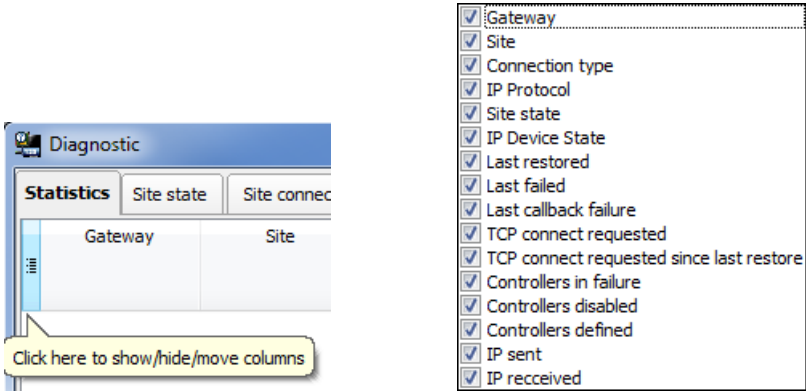 Diagnostic
Statistics
Site state
Site connec
Gateway
Site
Click here to show/hide/move columns
Gateway
Site
Connection type
IP Protocol
Site state
IP Device State
Last restored
Last failed
Last callback failure
TCP connect requested
TCP connect requested since last restore
Controllers in failure
Controllers disabled
Controllers defined
IP sent
IP recceived